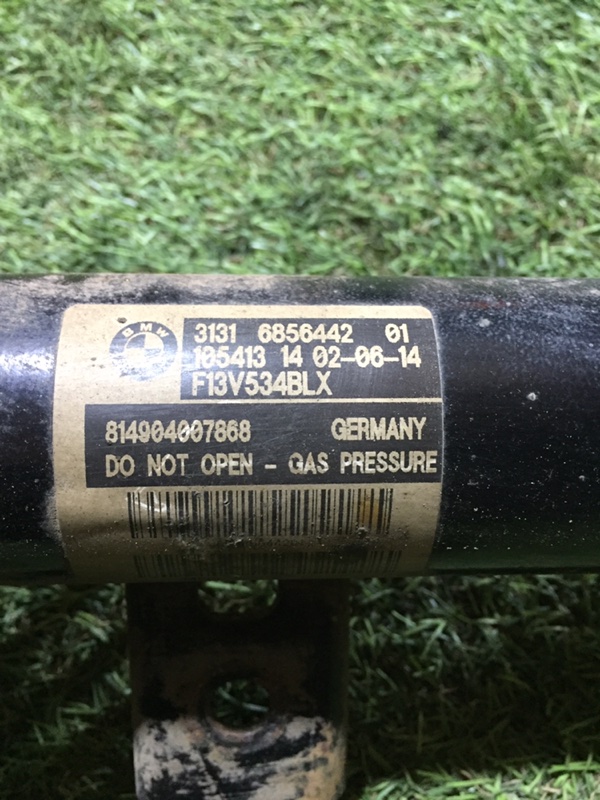 BMW
3131 6856442 01
105413 14 02-06-14
F13V534BLX
814904007868 GERMANY
DO NOT OPEN - GAS PRESSURE